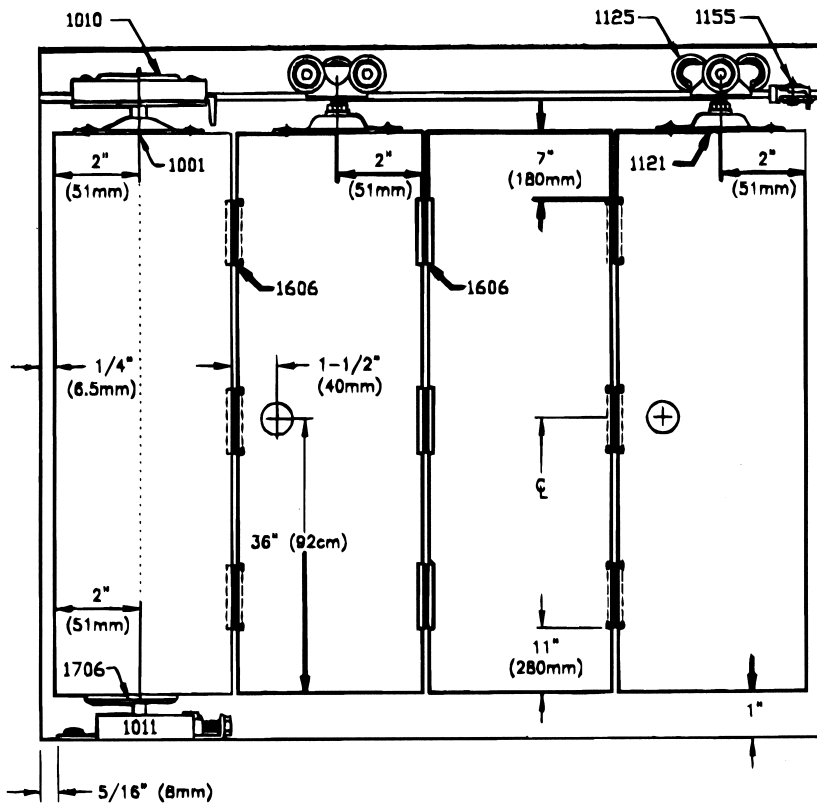 1010
1125
1155
2"
(51mm)
1001
2"
(51mm)
7"
(180mm)
1121
2"
(51mm)
1606
1606
1/4"
(6.5mm)
1-1/2"
(40mm)
℄
36" (92cm)
2"
(51mm)
11"
(280mm)
1706
1011
1"
5/16" (8mm)